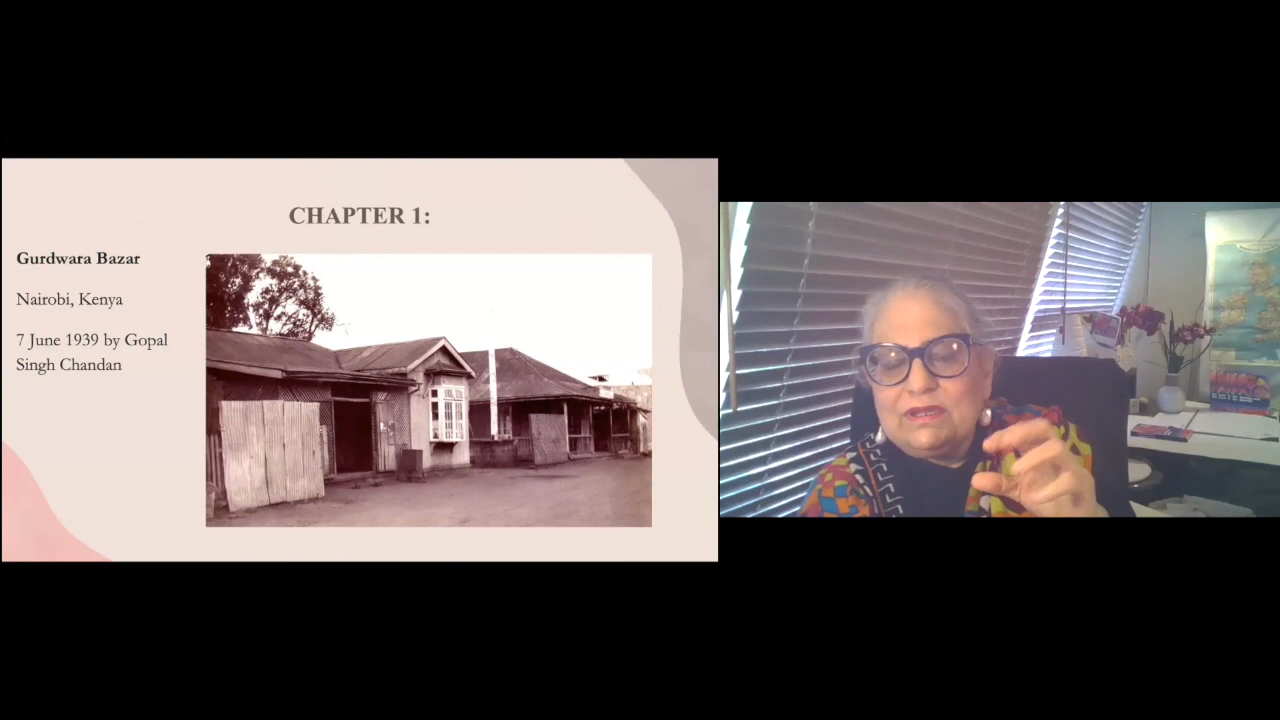 CHAPTER 1:
Gurdwara Bazar
Nairobi, Kenya
7 June 1939 by Gopal
Singh Chandan